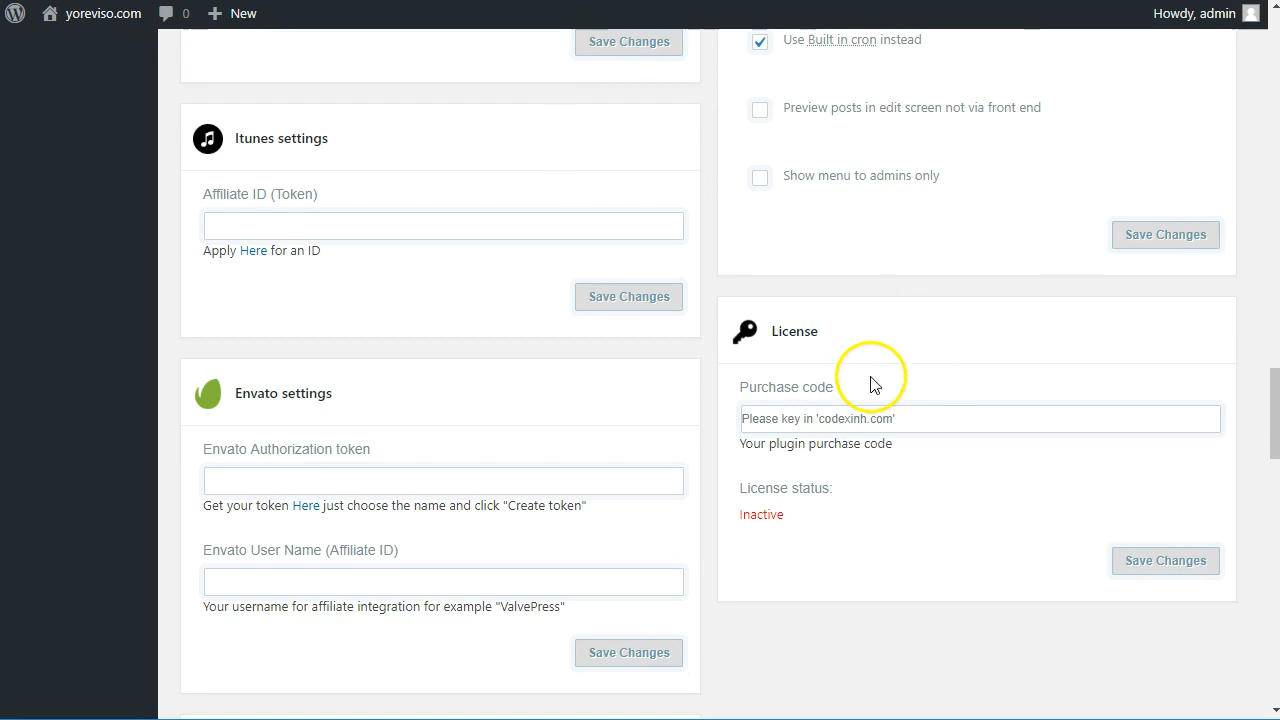 yoreviso.com 0 New Howdy, admin
Save Changes
Itunes settings
Affiliate ID (Token)
Apply Here for an ID
Save Changes
Envato settings
Envato Authorization token
Get your token Here just choose the name and click "Create token"
Envato User Name (Affiliate ID)
Your username for affiliate integration for example "ValvePress"
Save Changes
Use Built in cron instead
Preview posts in edit screen not via front end
Show menu to admins only
Save Changes
License
Purchase code
Please key in 'codexinh.com'
Your plugin purchase code
License status:
Inactive
Save Changes